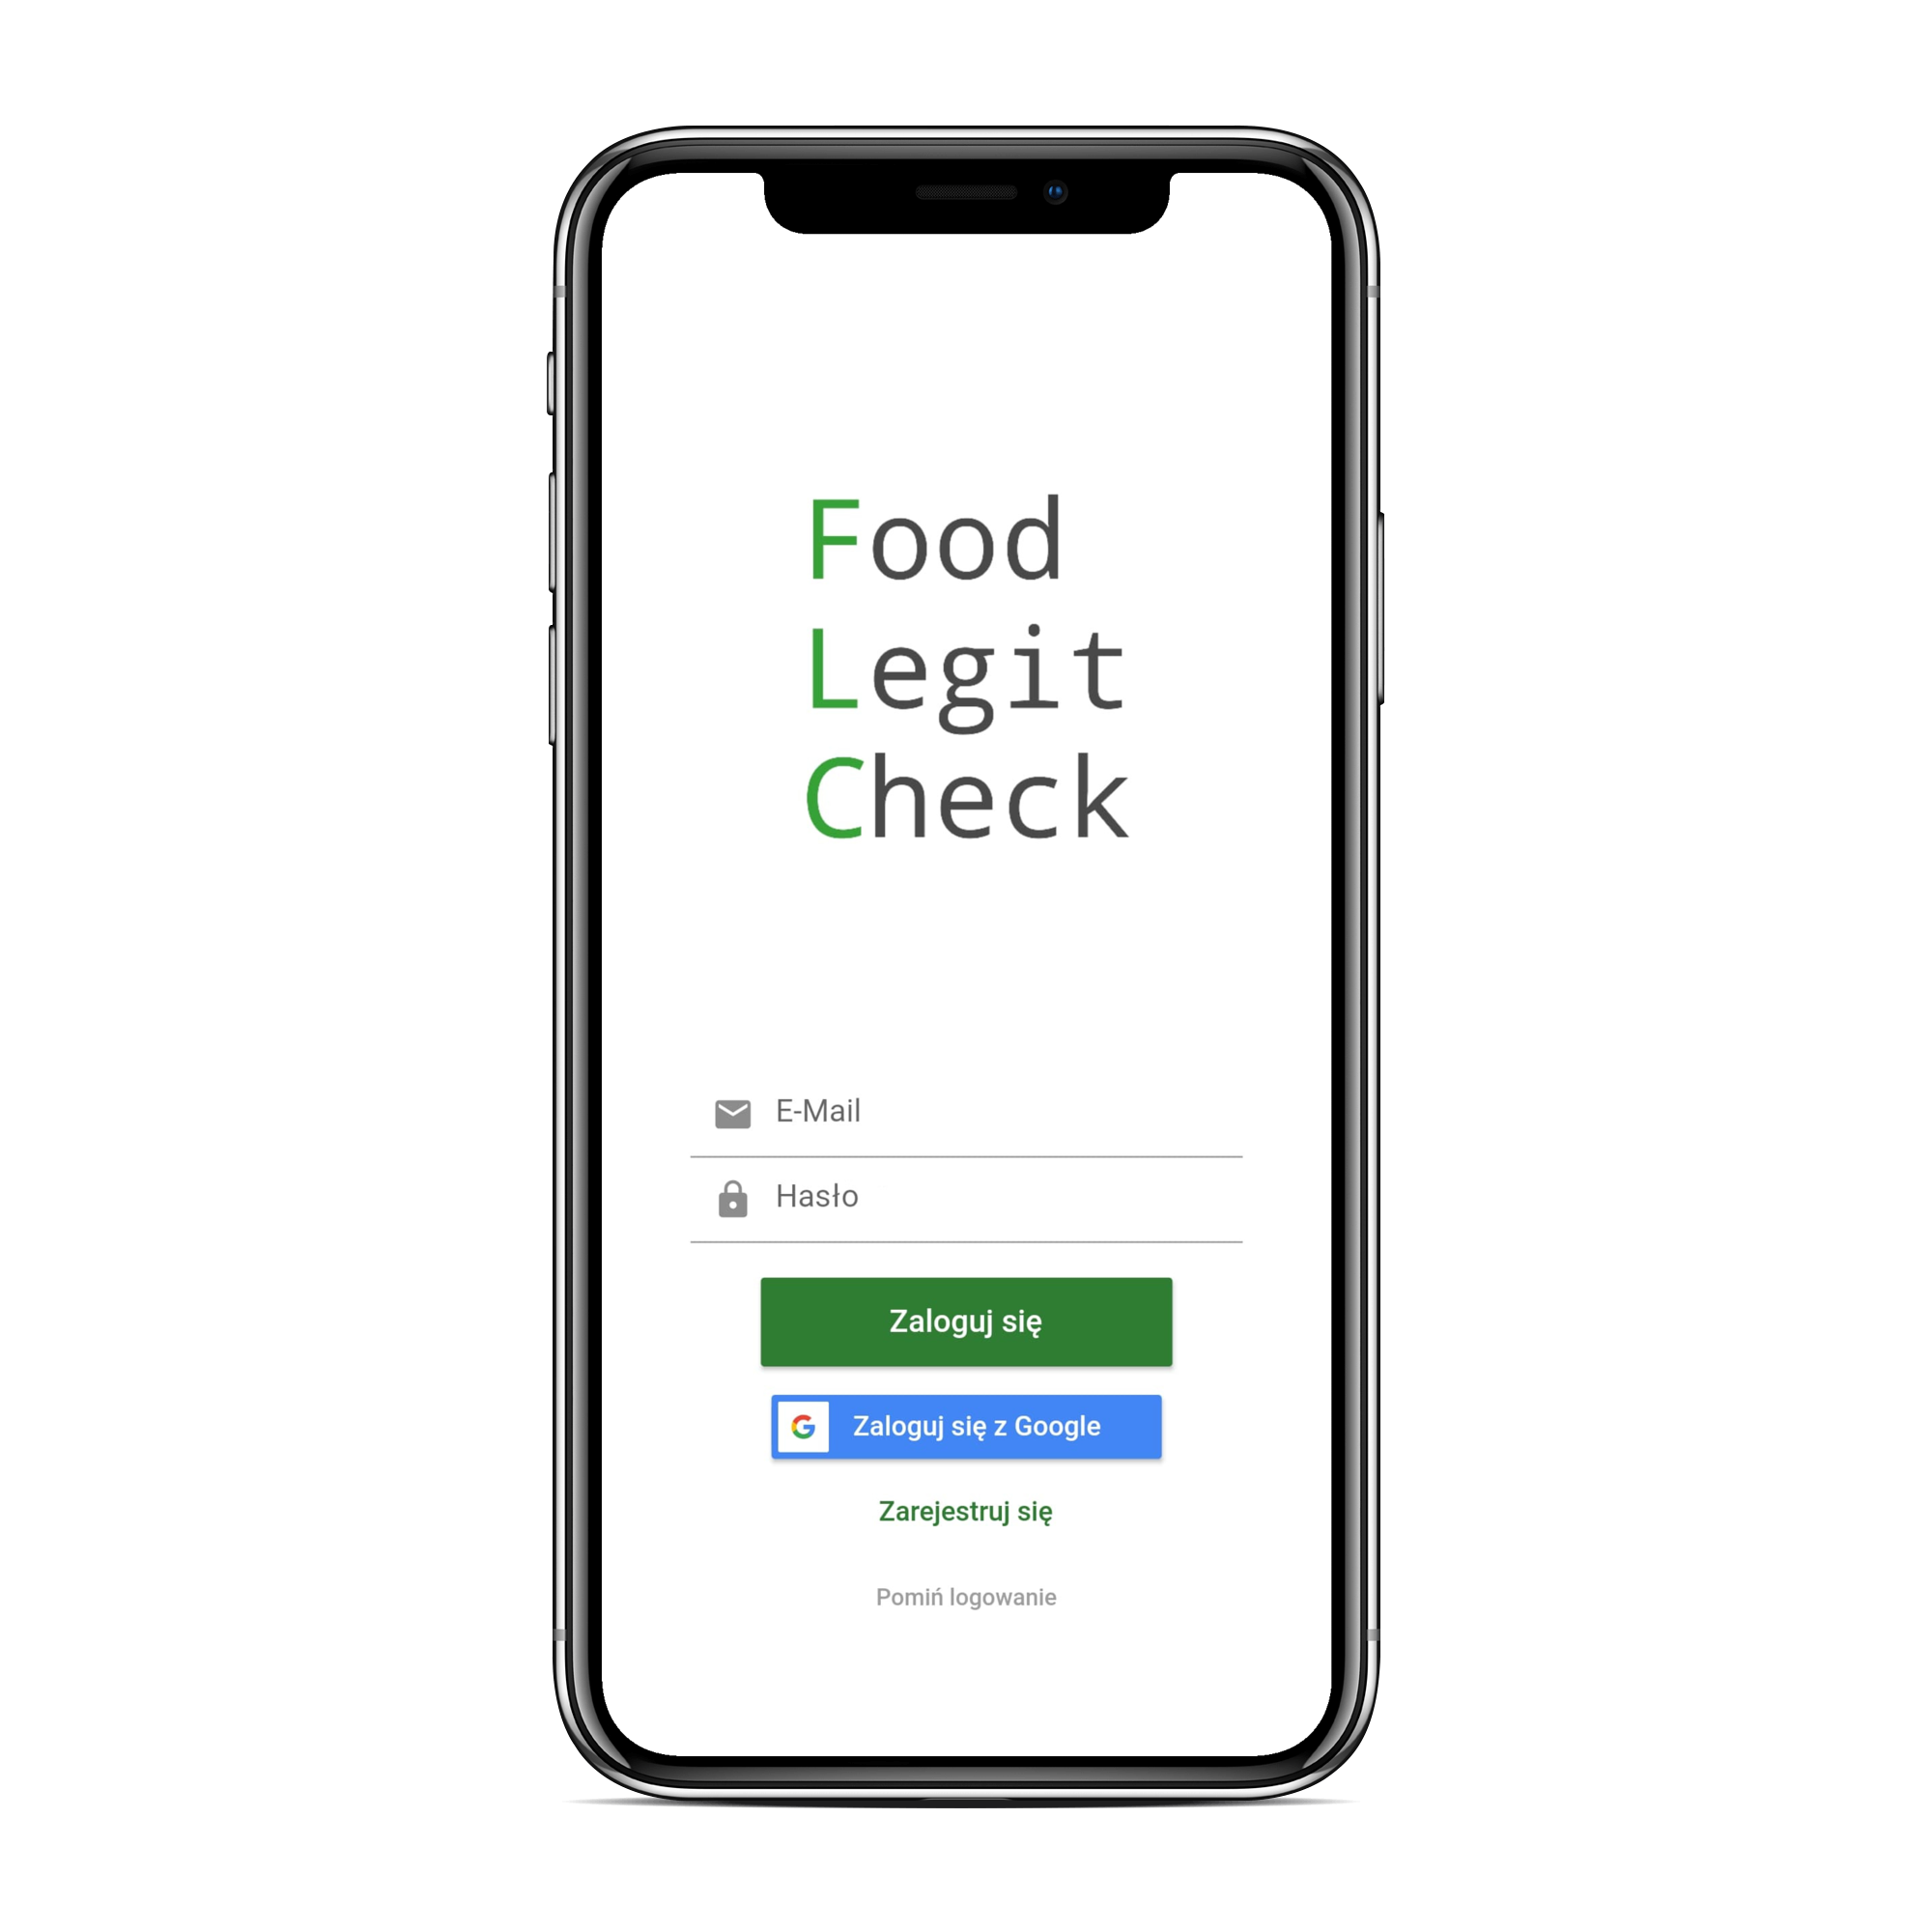 Food
Legit
Check
E-Mail
Hasło
Zaloguj się
Zaloguj się z Google
Zarejestruj się
Pomiń logowanie